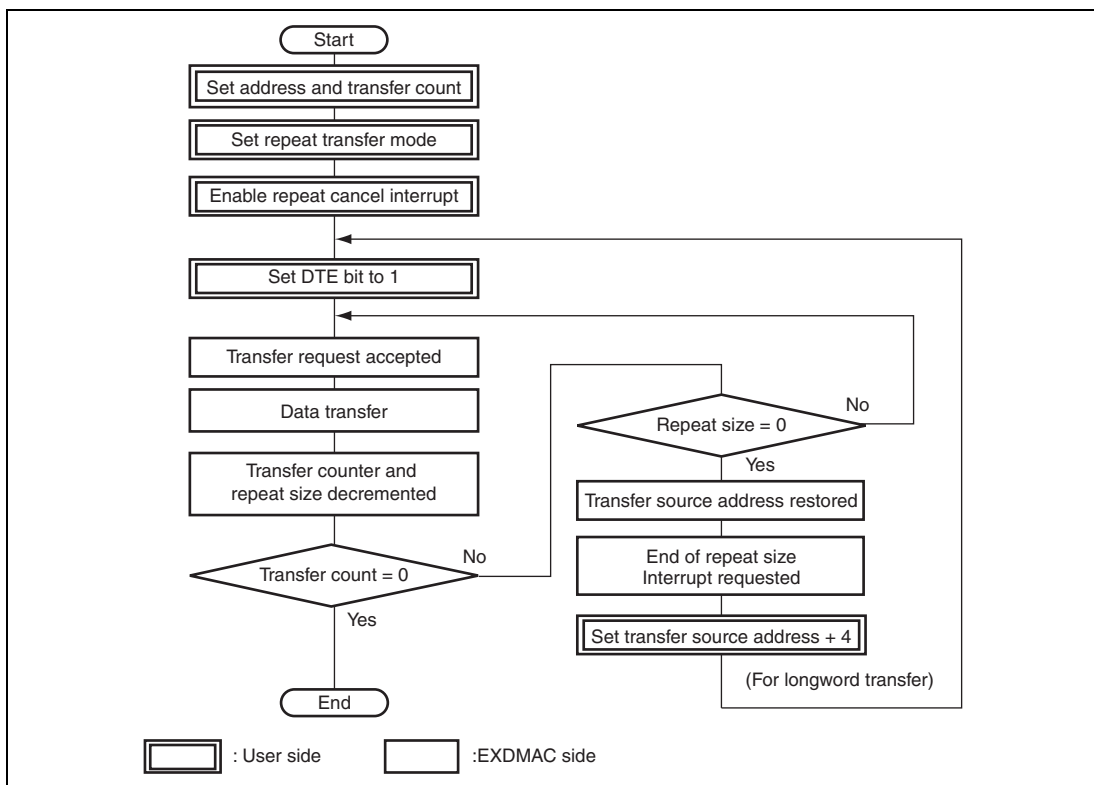 Start
Set address and transfer count
Set repeat transfer mode
Enable repeat cancel interrupt
Set DTE bit to 1
Transfer request accepted
Data transfer
Transfer counter and
repeat size decremented
Transfer count = 0
No
Yes
End
Repeat size = 0
No
Yes
Transfer source address restored
End of repeat size
Interrupt requested
Set transfer source address + 4
(For longword transfer)
: User side
:EXDMAC side